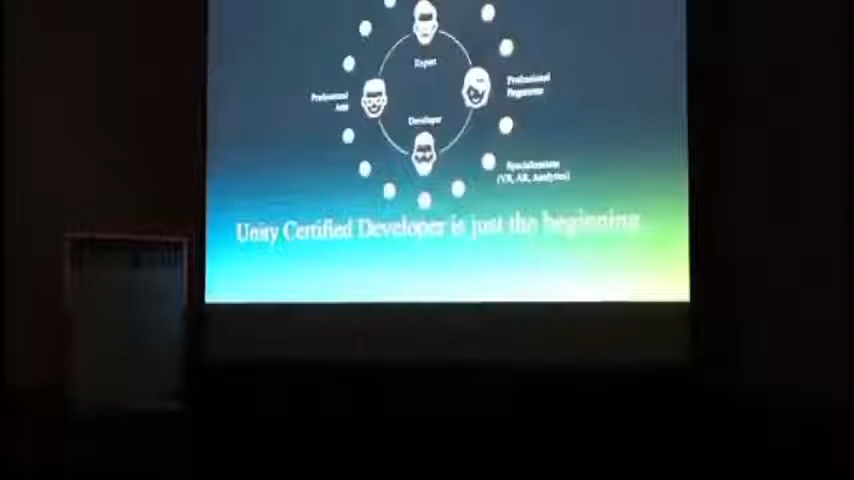 Expert
Professional
Programmer
Professional
Artist
Developer
Specializations
(VR, AR, Analytics)
Unity Certified Developer is just the beginning